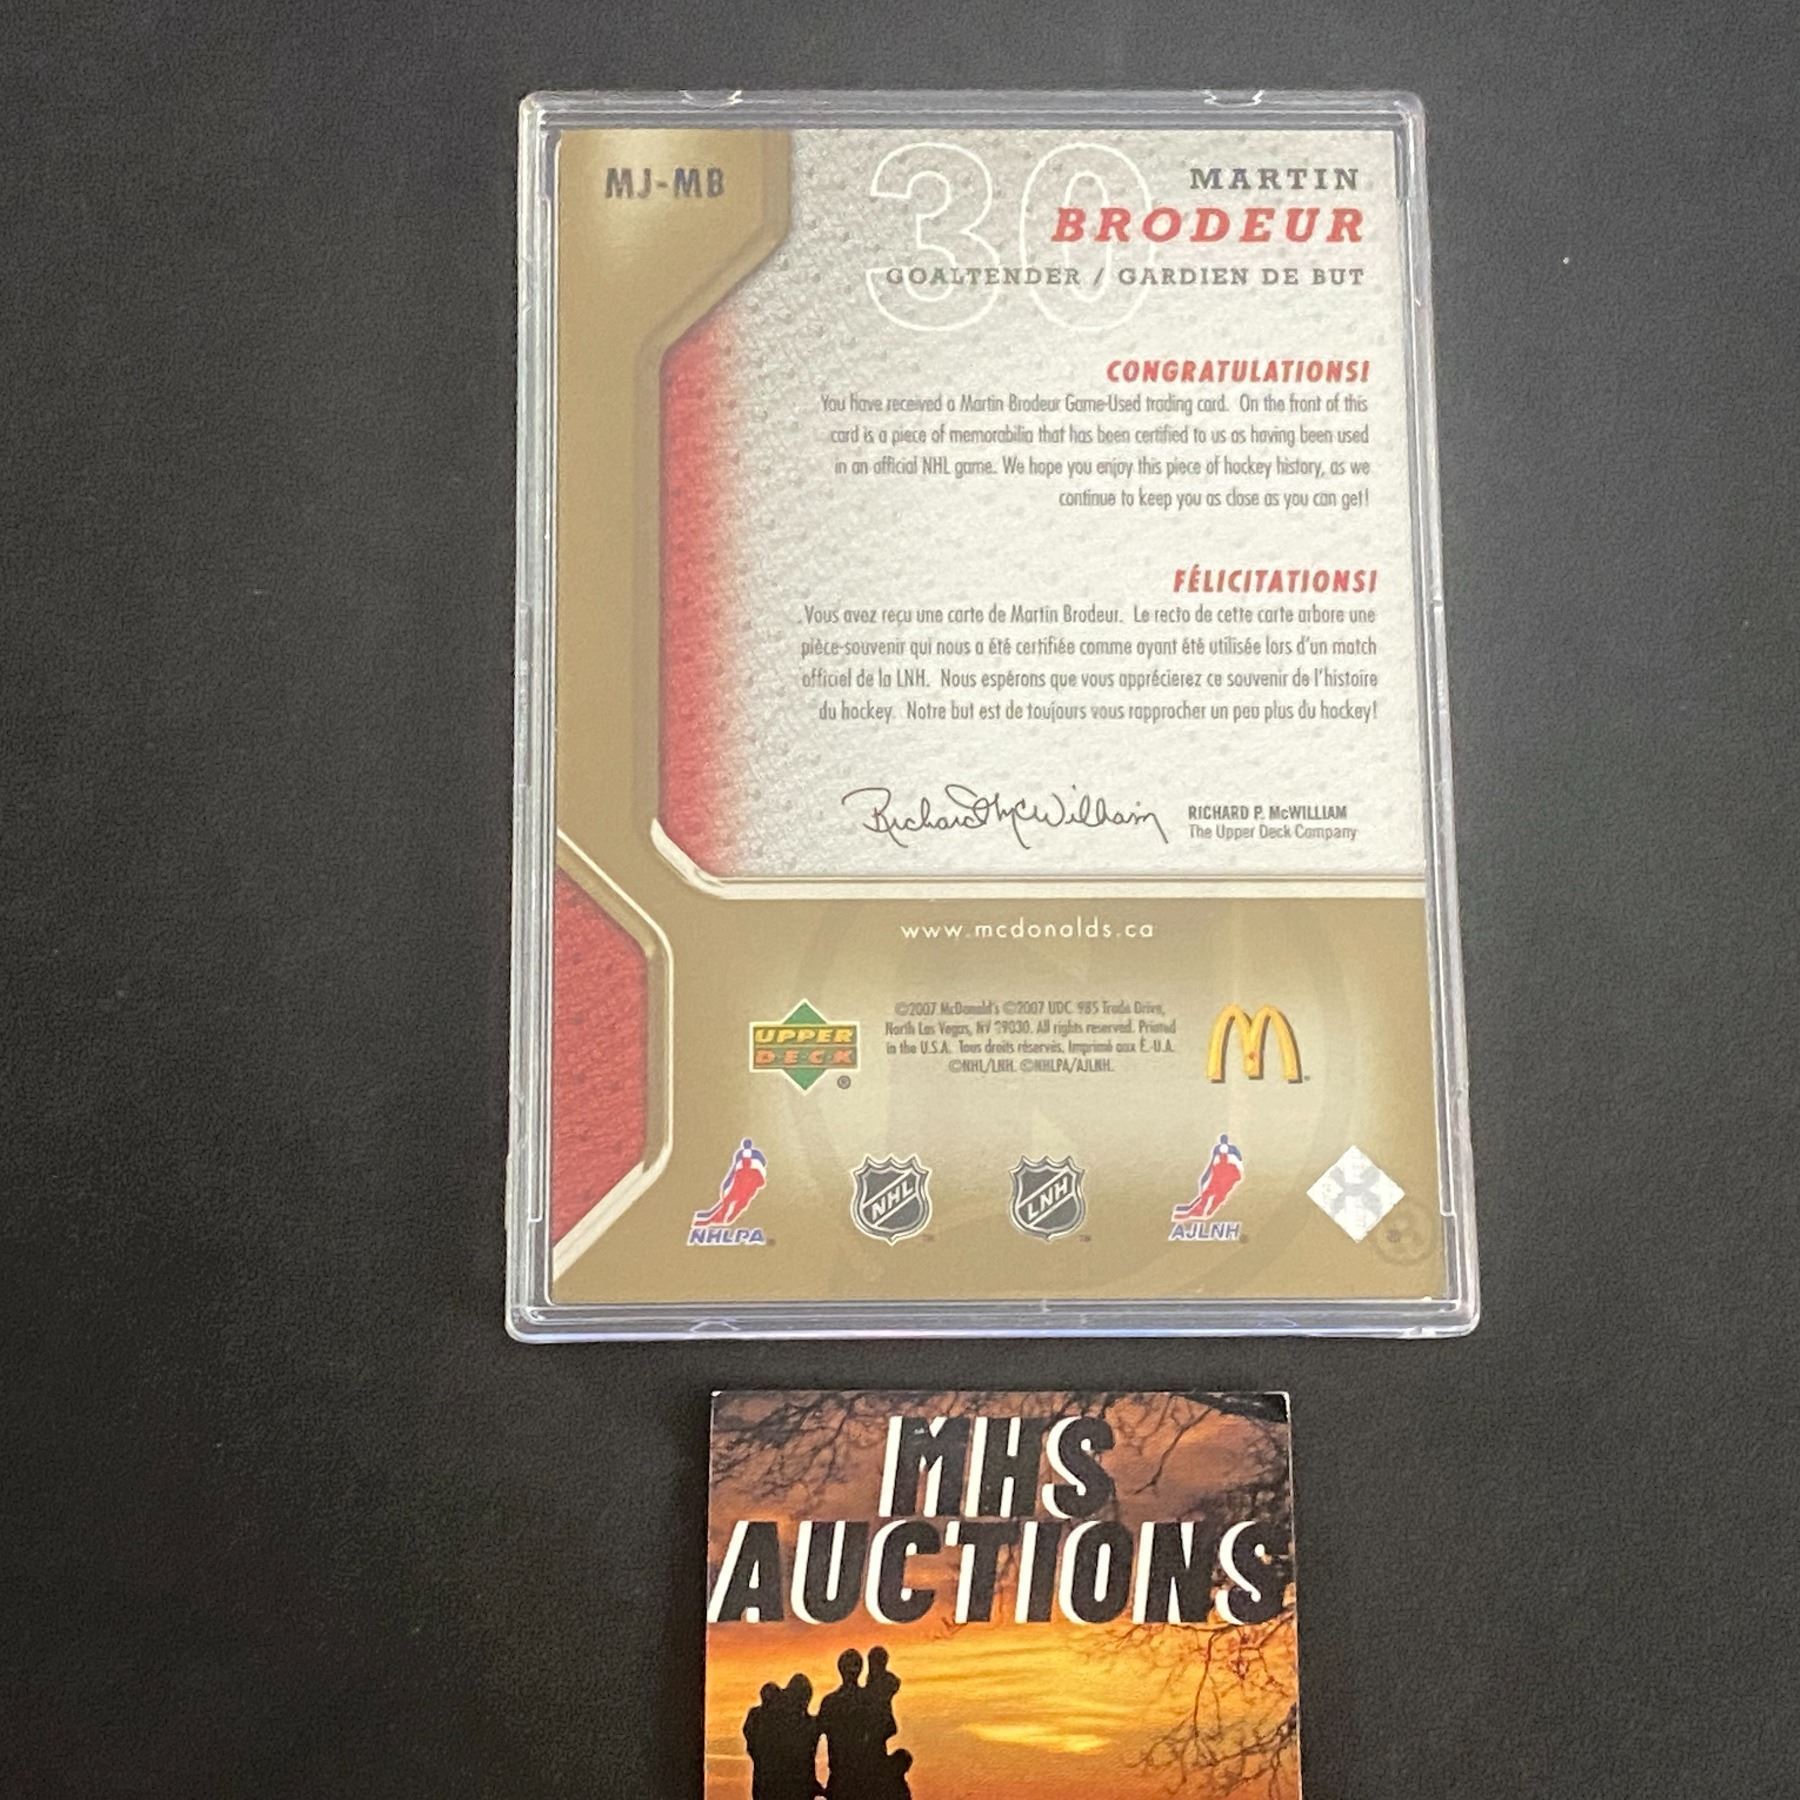 MJ-MB
30
MARTIN
BRODEUR
GOALTENDER / GARDIEN DE BUT
CONGRATULATIONS!
You have received a Martin Brodeur Game-Used trading card. On the front of this
card is a piece of memorabilia that has been certified to us as having been used
in an official NHL game. We hope you enjoy this piece of hockey history, as we
continue to keep you as close as you can get!
FÉLICITATIONS!
Vous avez reçu une carte de Martin Brodeur. Le recto de cette carte arbore une
pièce-souvenir qui nous a été certifiée comme ayant été utilisée lors d'un match
officiel de la LNH. Nous espérons que vous apprécierez ce souvenir de l'histoire
du hockey. Notre but est de toujours vous rapprocher un peu plus du hockey!
Richard McWilliam
RICHARD P. McWILLIAM
The Upper Deck Company
www.mcdonalds.ca
UPPER
DECK
®
©2007 McDonald's ©2007 UDC. 985 Trade Drive,
North Las Vegas, NV 89030. All rights reserved. Printed
in the U.S.A. Tous droits réservés. Imprimé aux É.-U.A.
©NHL/LNH. ©NHLPA/AJLNH.
NHLPA
NHL
LNH
AJLNH
MHS
AUCTIONS